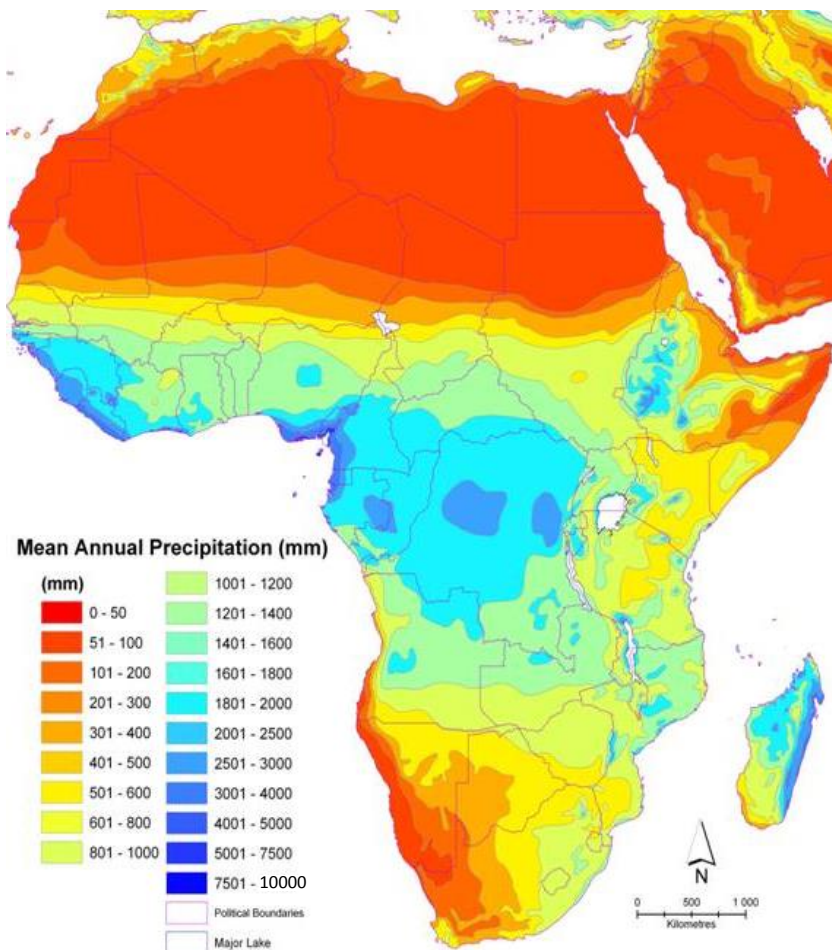 Mean Annual Precipitation (mm)
(mm)
0 - 50
51 - 100
101 - 200
201 - 300
301 - 400
401 - 500
501 - 600
601 - 800
801 - 1000
1001 - 1200
1201 - 1400
1401 - 1600
1601 - 1800
1801 - 2000
2001 - 2500
2501 - 3000
3001 - 4000
4001 - 5000
5001 - 7500
7501 - 10000
Political Boundaries
Major Lake
N
0 500 1 000
Kilometres